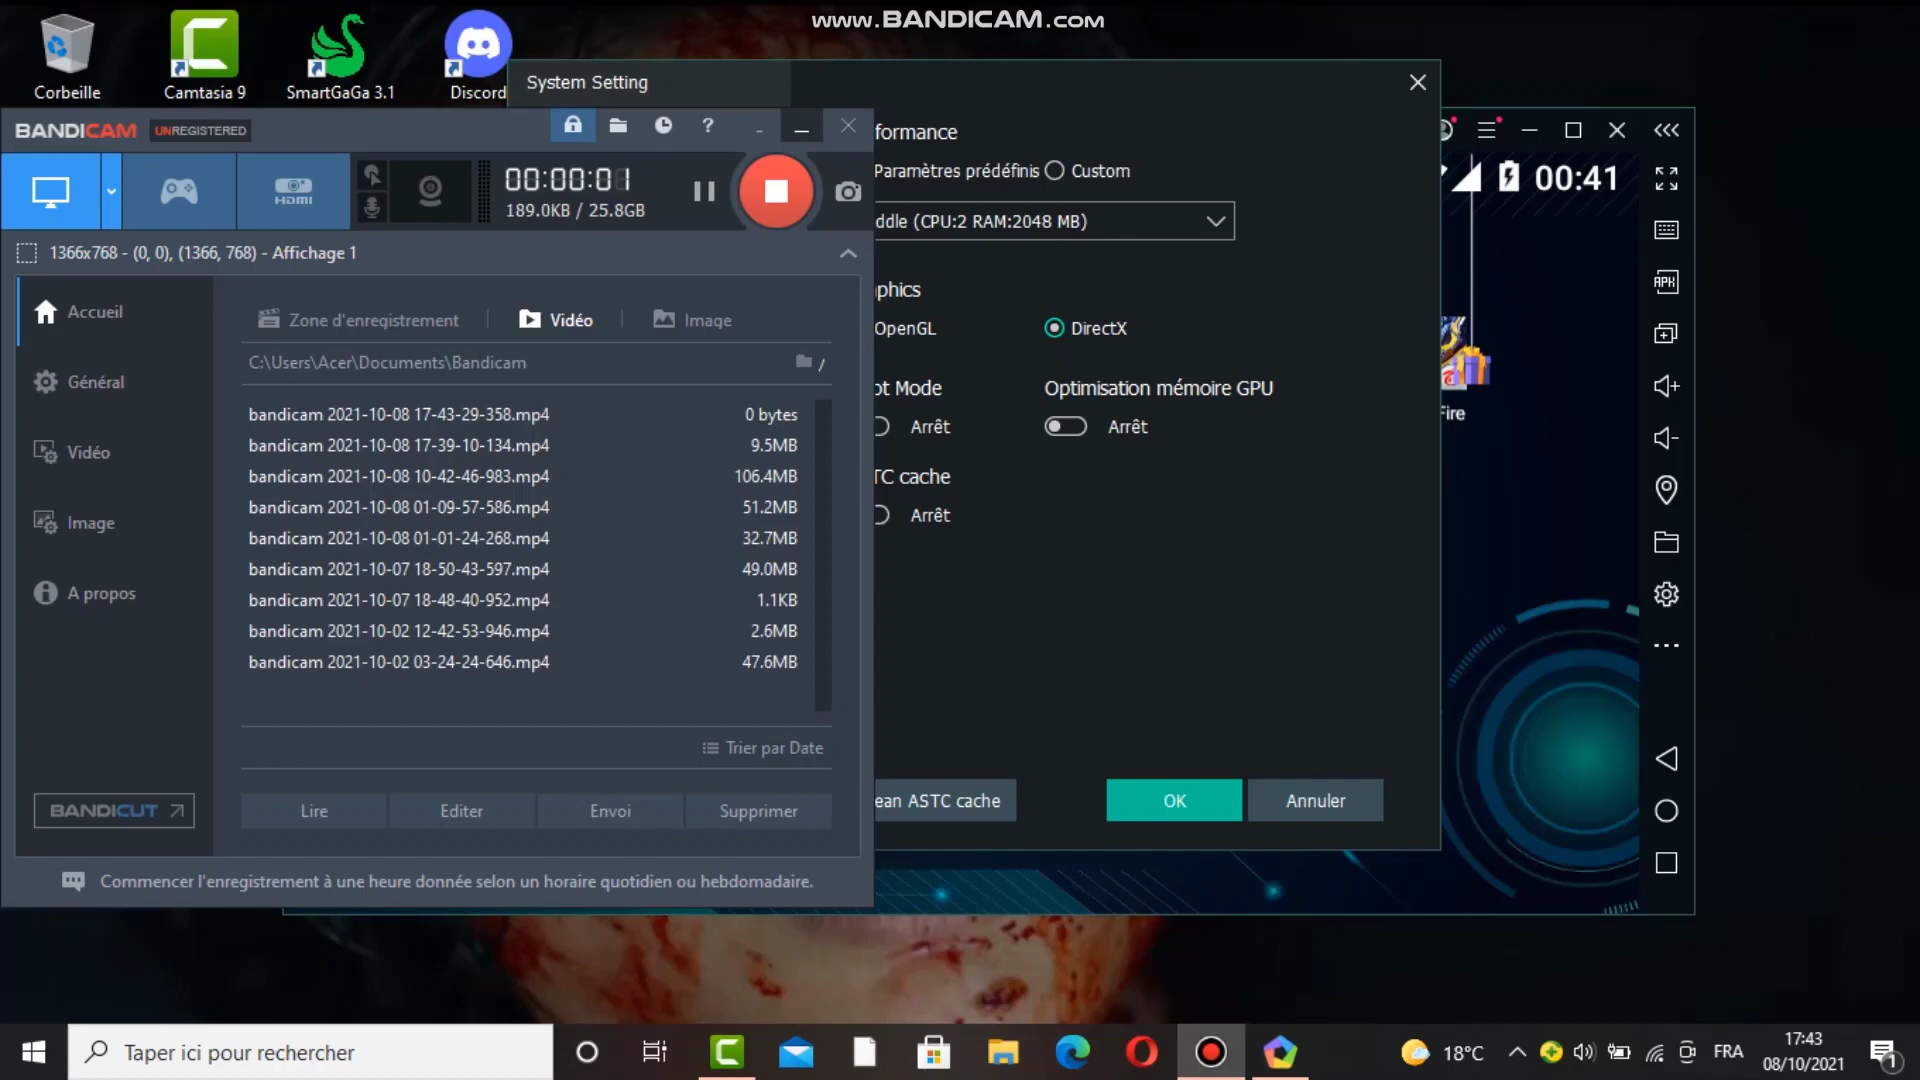 www.BANDICAM.com
Corbeille
Camtasia 9
SmartGaGa 3.1
Discord
System Setting
BANDICAM UNREGISTERED
?
HDMI
00:00:01
189.0KB / 25.8GB
1366x768 - (0, 0), (1366, 768) - Affichage 1
Accueil
Général
Vidéo
Image
A propos
BANDICUT
Zone d'enregistrement
Vidéo
Image
C:\Users\Acer\Documents\Bandicam
/
bandicam 2021-10-08 17-43-29-358.mp4 0 bytes
bandicam 2021-10-08 17-39-10-134.mp4 9.5MB
bandicam 2021-10-08 10-42-46-983.mp4 106.4MB
bandicam 2021-10-08 01-09-57-586.mp4 51.2MB
bandicam 2021-10-08 01-01-24-268.mp4 32.7MB
bandicam 2021-10-07 18-50-43-597.mp4 49.0MB
bandicam 2021-10-07 18-48-40-952.mp4 1.1KB
bandicam 2021-10-02 12-42-53-946.mp4 2.6MB
bandicam 2021-10-02 03-24-24-646.mp4 47.6MB
Trier par Date
Lire
Editer
Envoi
Supprimer
Commencer l'enregistrement à une heure donnée selon un horaire quotidien ou hebdomadaire.
formance
Paramètres prédéfinis
Custom
ddle (CPU:2 RAM:2048 MB)
phics
OpenGL
DirectX
ot Mode
Optimisation mémoire GPU
Arrêt
Arrêt
TC cache
Arrêt
ean ASTC cache
OK
Annuler
00:41
APK
Fire
Taper ici pour rechercher
18°C
FRA
17:43
08/10/2021
1